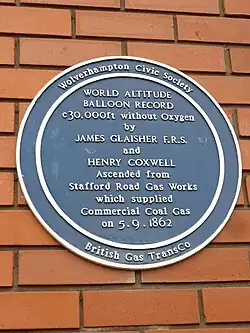 Wolverhampton Civic Society
WORLD ALTITUDE
BALLOON RECORD
c30,000ft without Oxygen
by
JAMES GLAISHER F.R.S.
and
HENRY COXWELL
Ascended from
Stafford Road Gas Works
which supplied
Commercial Coal Gas
on 5.9.1862
British Gas TransCo